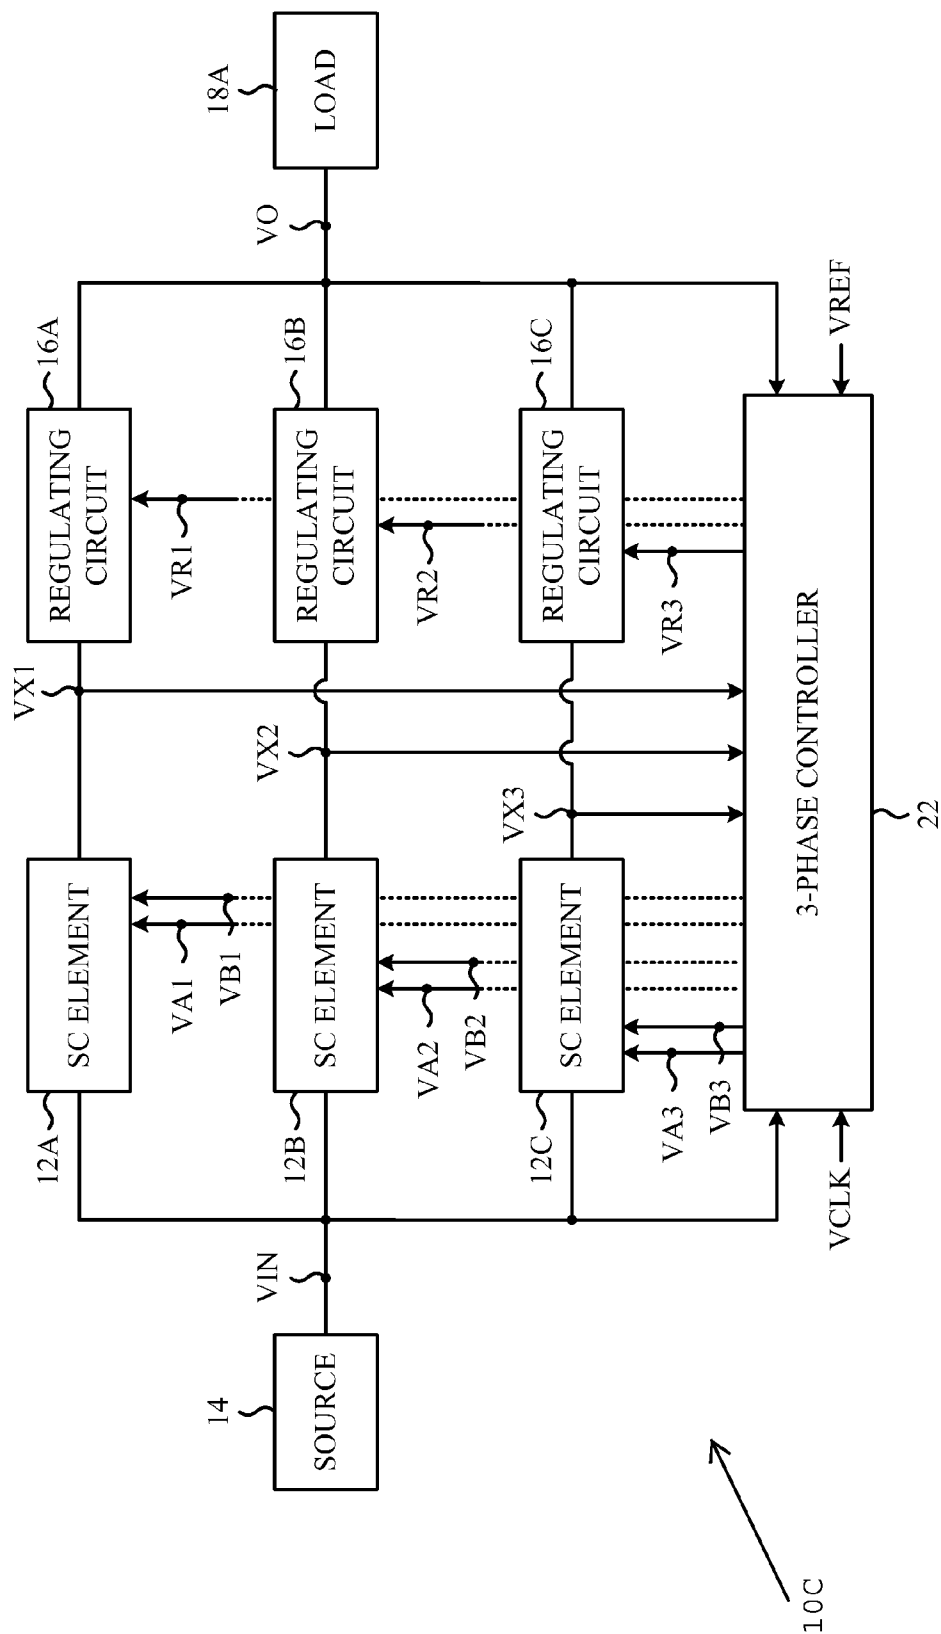 18A
LOAD
VO
16A
REGULATING
CIRCUIT
16B
REGULATING
CIRCUIT
16C
REGULATING
CIRCUIT
VREF
VR1
VR2
VR3
VX1
VX2
VX3
3-PHASE CONTROLLER
22
SC ELEMENT
12A
VA1
VB1
SC ELEMENT
12B
VA2
VB2
SC ELEMENT
12C
VA3
VB3
VCLK
VIN
14
SOURCE
10C